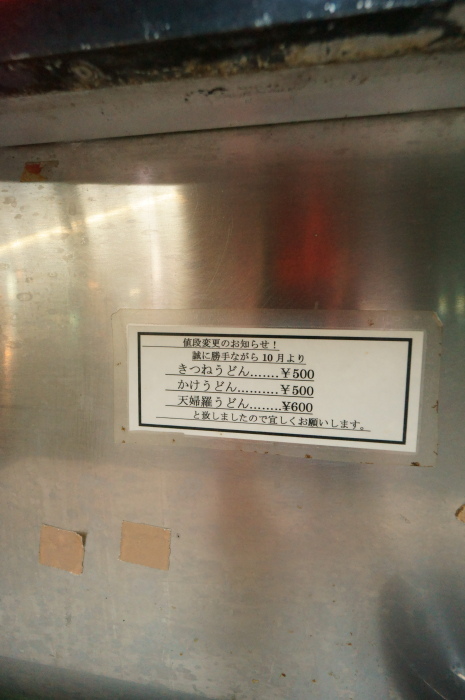 値段変更のお知らせ！
誠に勝手ながら10月より
きつねうどん........￥500
かけうどん.........￥500
天婦羅うどん........¥600
と致しましたので宜しくお願いします。